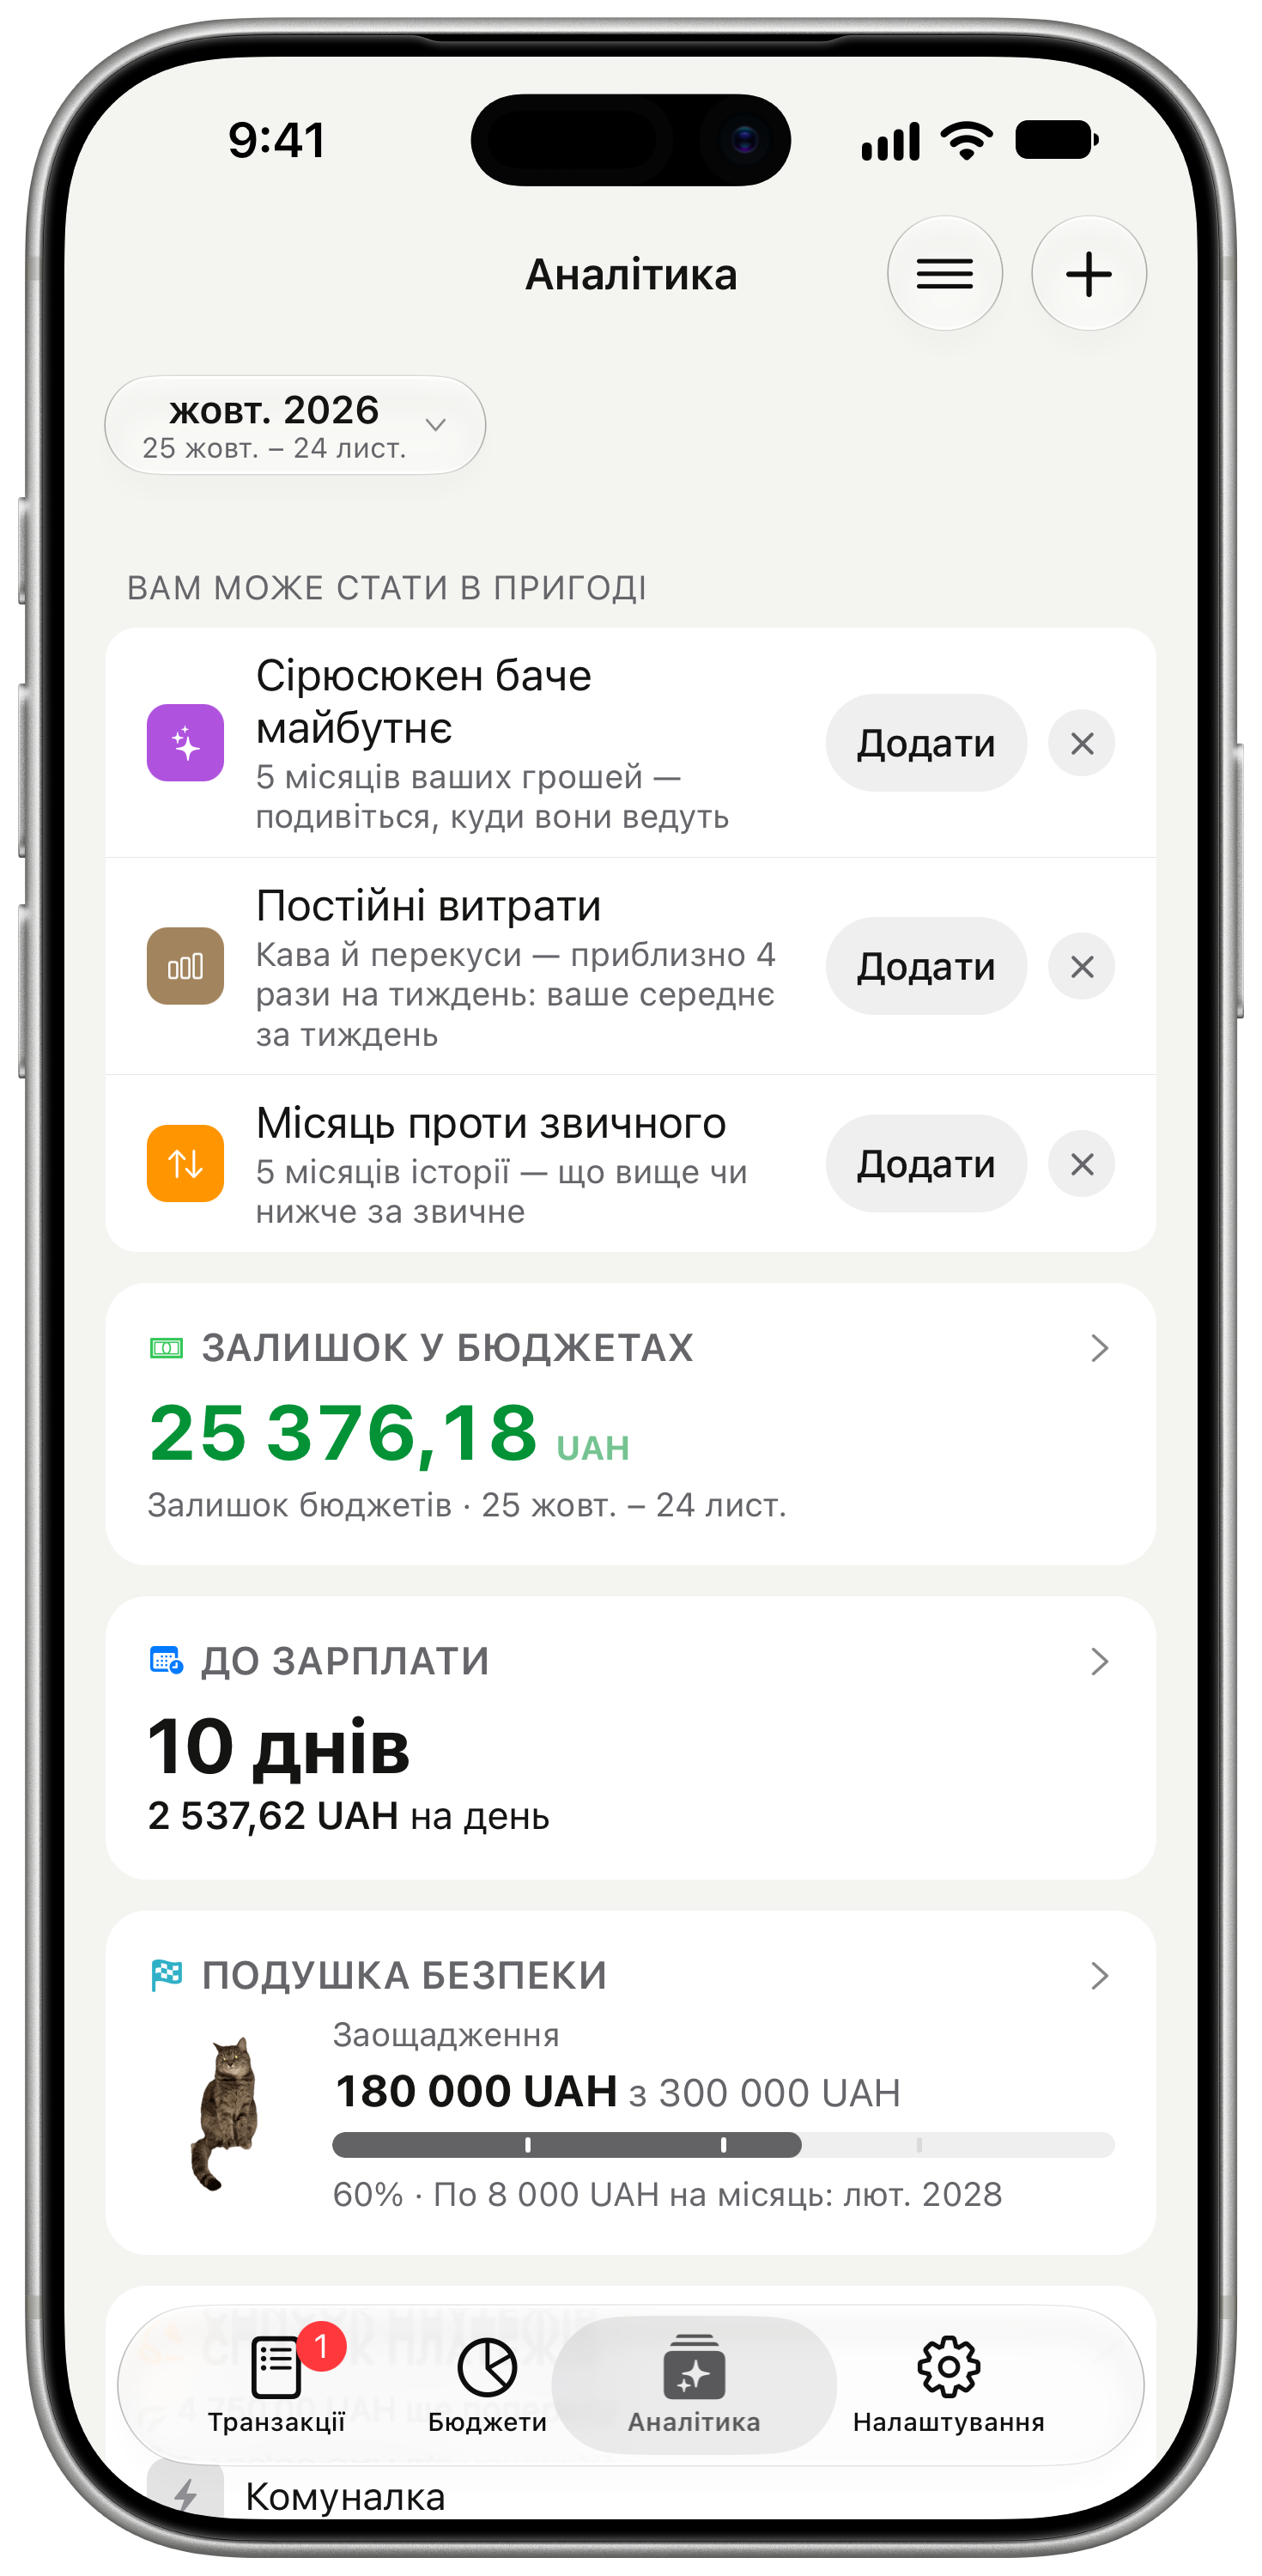 9:41
Аналітика
жовт. 2026
25 жовт. – 24 лист.
ВАМ МОЖЕ СТАТИ В ПРИГОДІ
Сірюсюкен баче
майбутнє
5 місяців ваших грошей —
подивіться, куди вони ведуть
Додати
Постійні витрати
Кава й перекуси — приблизно 4
рази на тиждень: ваше середнє
за тиждень
Додати
Місяць проти звичного
5 місяців історії — що вище чи
нижче за звичне
Додати
ЗАЛИШОК У БЮДЖЕТАХ
25 376,18 UAH
Залишок бюджетів · 25 жовт. – 24 лист.
ДО ЗАРПЛАТИ
10 днів
2 537,62 UAH на день
ПОДУШКА БЕЗПЕКИ
Заощадження
180 000 UAH з 300 000 UAH
60% · По 8 000 UAH на місяць: лют. 2028
1
Транзакції
Бюджети
Аналітика
Налаштування
Комуналка